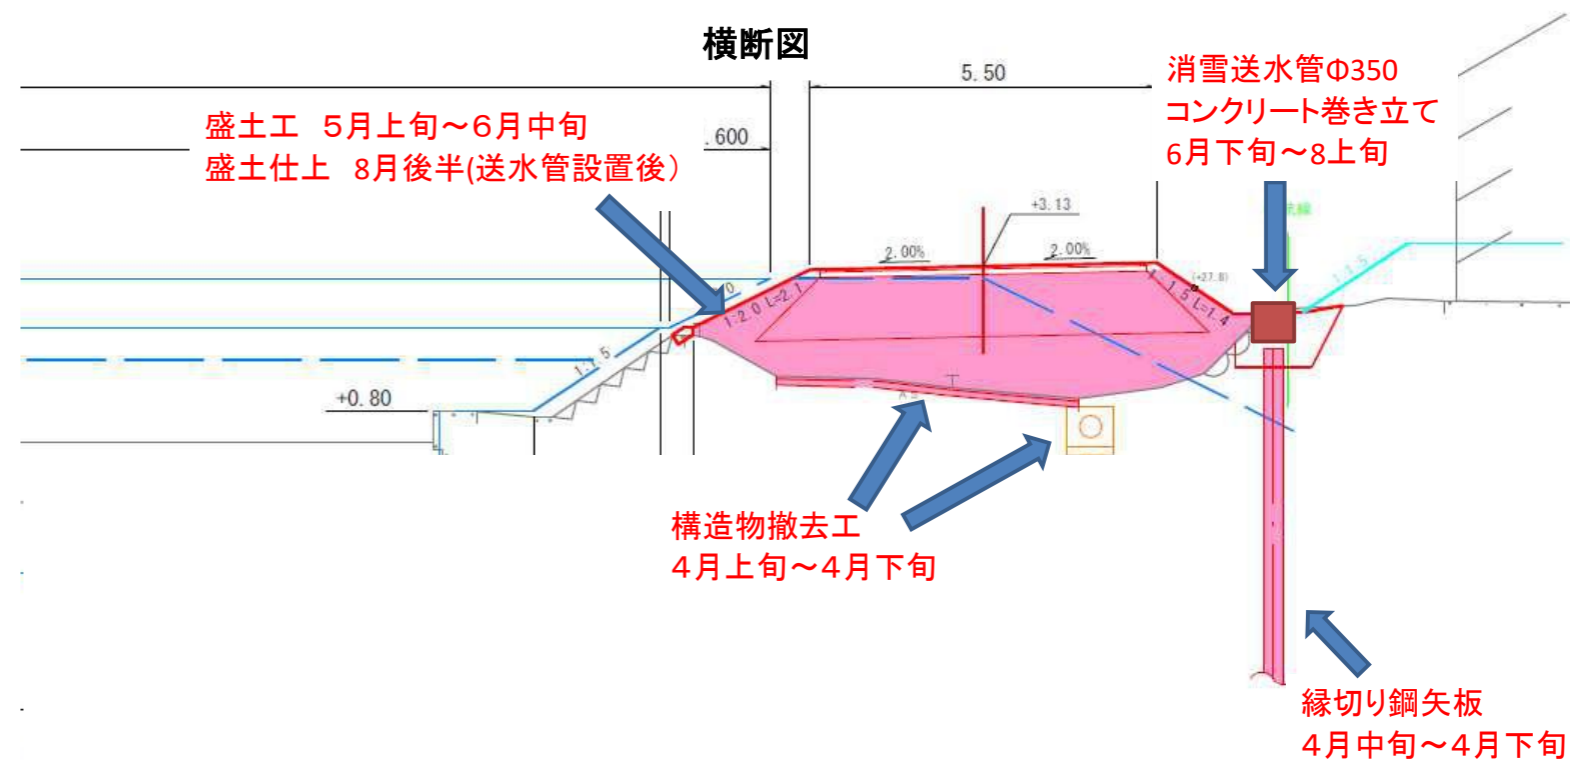 横断図
5.50
消雪送水管Φ350
コンクリート巻き立て
6月下旬～8上旬
盛土工　５月上旬～６月中旬
盛土仕上　8月後半(送水管設置後）
.600
+3.13
2.00%
2.00%
1:2.0 L=2.1
1:1.5 L=1.4
(+27.8)
1:1.5
1:1.5
+0.80
構造物撤去工
４月上旬～４月下旬
縁切り鋼矢板
４月中旬～４月下旬